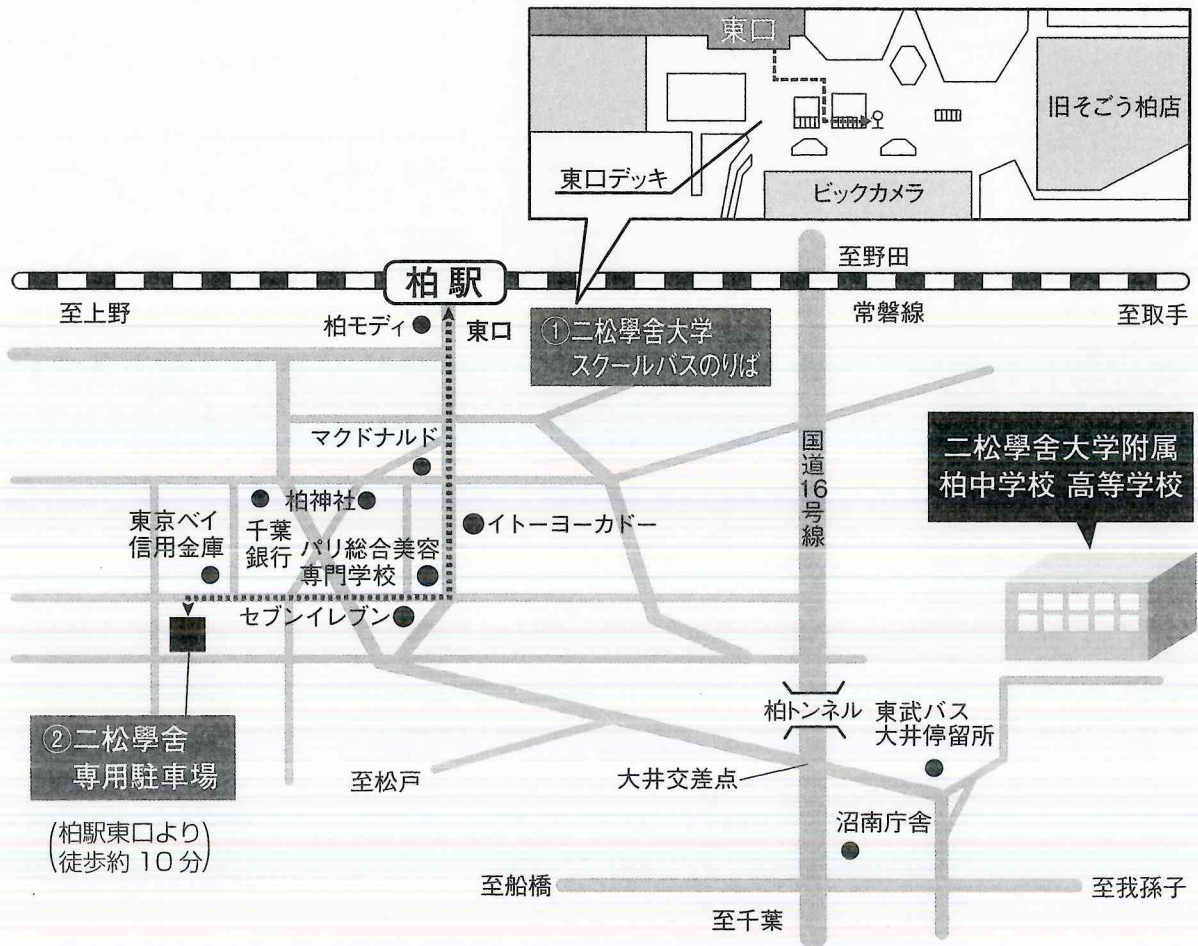 東口
旧そごう柏店
東口デッキ
ビックカメラ
至野田
柏駅
至上野
常磐線
至取手
柏モディ
東口
①二松學舎大学
スクールバスのりば
マクドナルド
国道16号線
二松學舎大学附属
柏中学校 高等学校
柏神社
東京ベイ
信用金庫
千葉
銀行
イトーヨーカドー
パリ総合美容
専門学校
セブンイレブン
②二松學舎
専用駐車場
(柏駅東口より
徒歩約10分)
柏トンネル
東武バス
大井停留所
至松戸
大井交差点
沼南庁舎
至船橋
至我孫子
至千葉